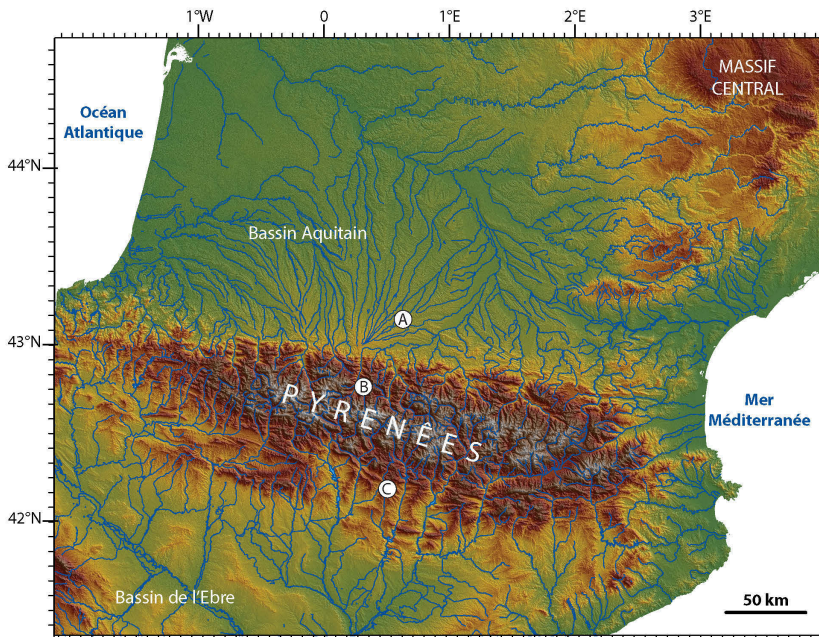 1°W 0 1°E 2°E 3°E
MASSIF
CENTRAL
Océan
Atlantique
44°N
Bassin Aquitain
A
43°N
B
PYRENÊES
Mer
Méditerranée
C
42°N
Bassin de l'Ebre
50 km